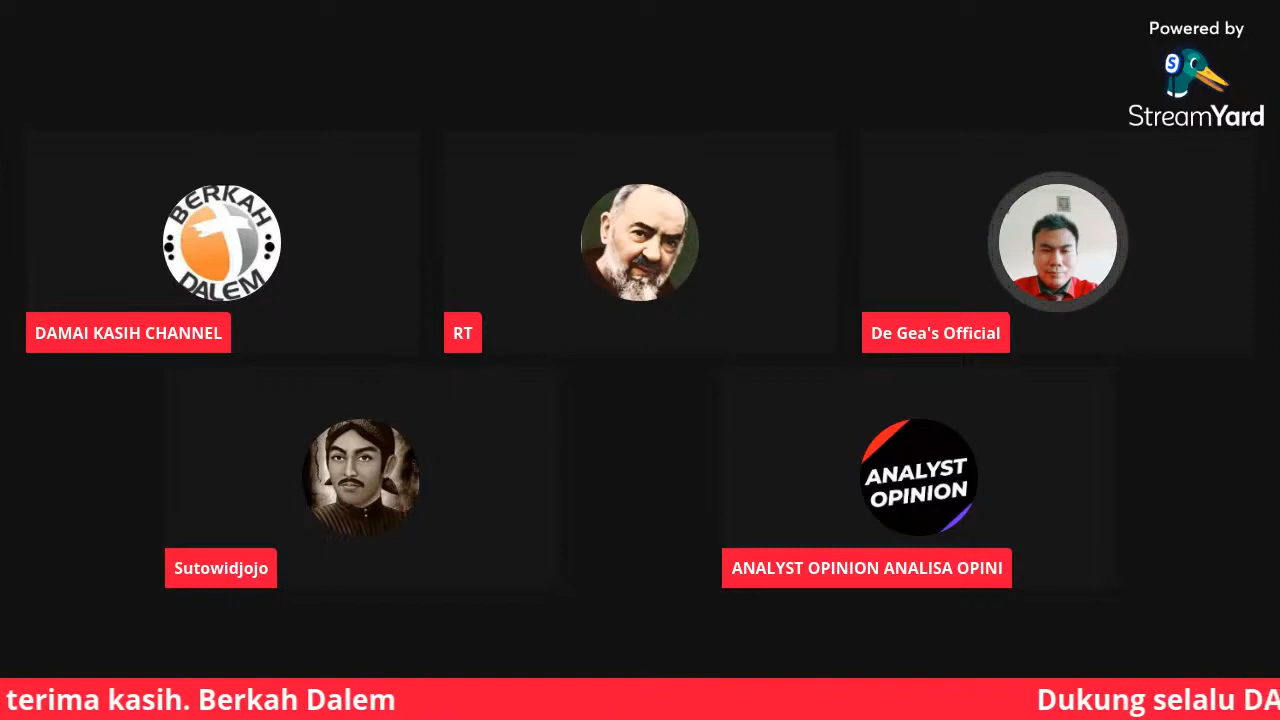 Powered by
StreamYard
BERKAH
DALEM
DAMAI KASIH CHANNEL
RT
De Gea's Official
Sutowidjojo
ANALYST
OPINION
ANALYST OPINION ANALISA OPINI
terima kasih. Berkah Dalem
Dukung selalu DA